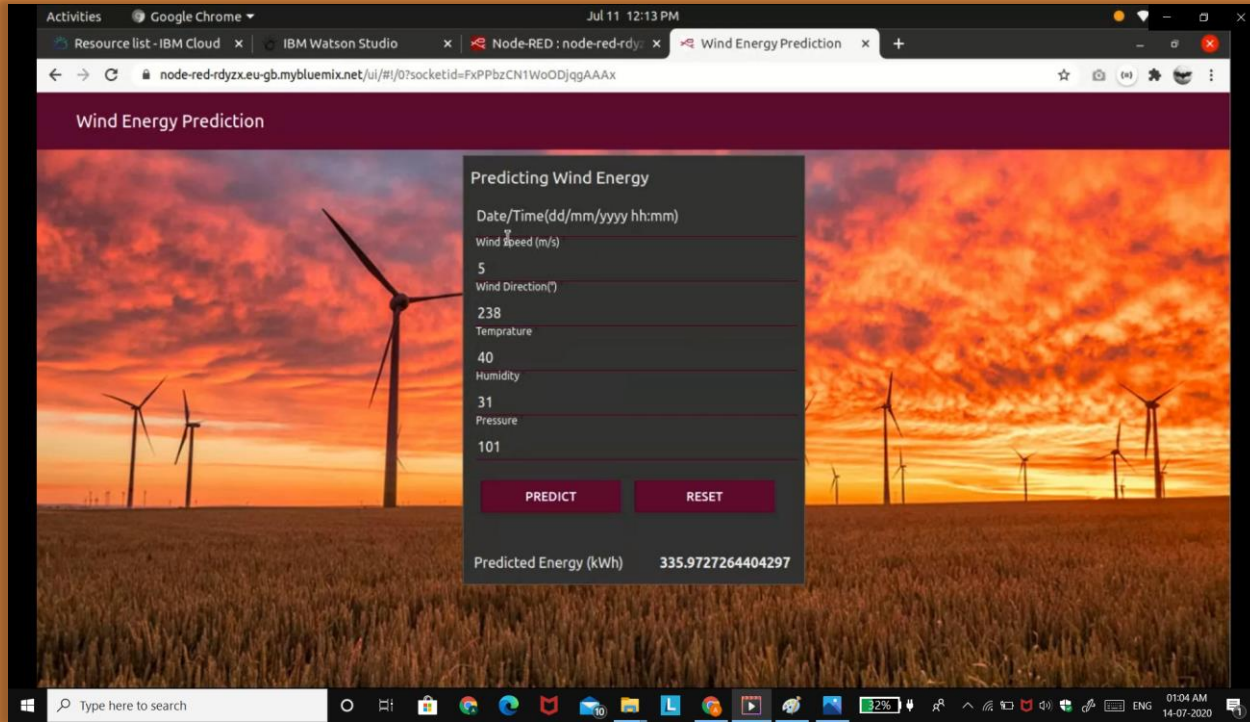 Activities Google Chrome Jul 11 12:13 PM
Resource list - IBM Cloud IBM Watson Studio Node-RED : node-red-rdy Wind Energy Prediction
node-red-rdyzx.eu-gb.mybluemix.net/ui/#!/0?socketid=FxPPbzCN1WoODjqgAAAx
Wind Energy Prediction
Predicting Wind Energy
Date/Time(dd/mm/yyyy hh:mm)
Wind Speed (m/s)
5
Wind Direction(°)
238
Temprature
40
Humidity
31
Pressure
101
PREDICT RESET
Predicted Energy (kWh) 335.9727264404297
Type here to search 10 L 32% ENG 01:04 AM
14-07-2020